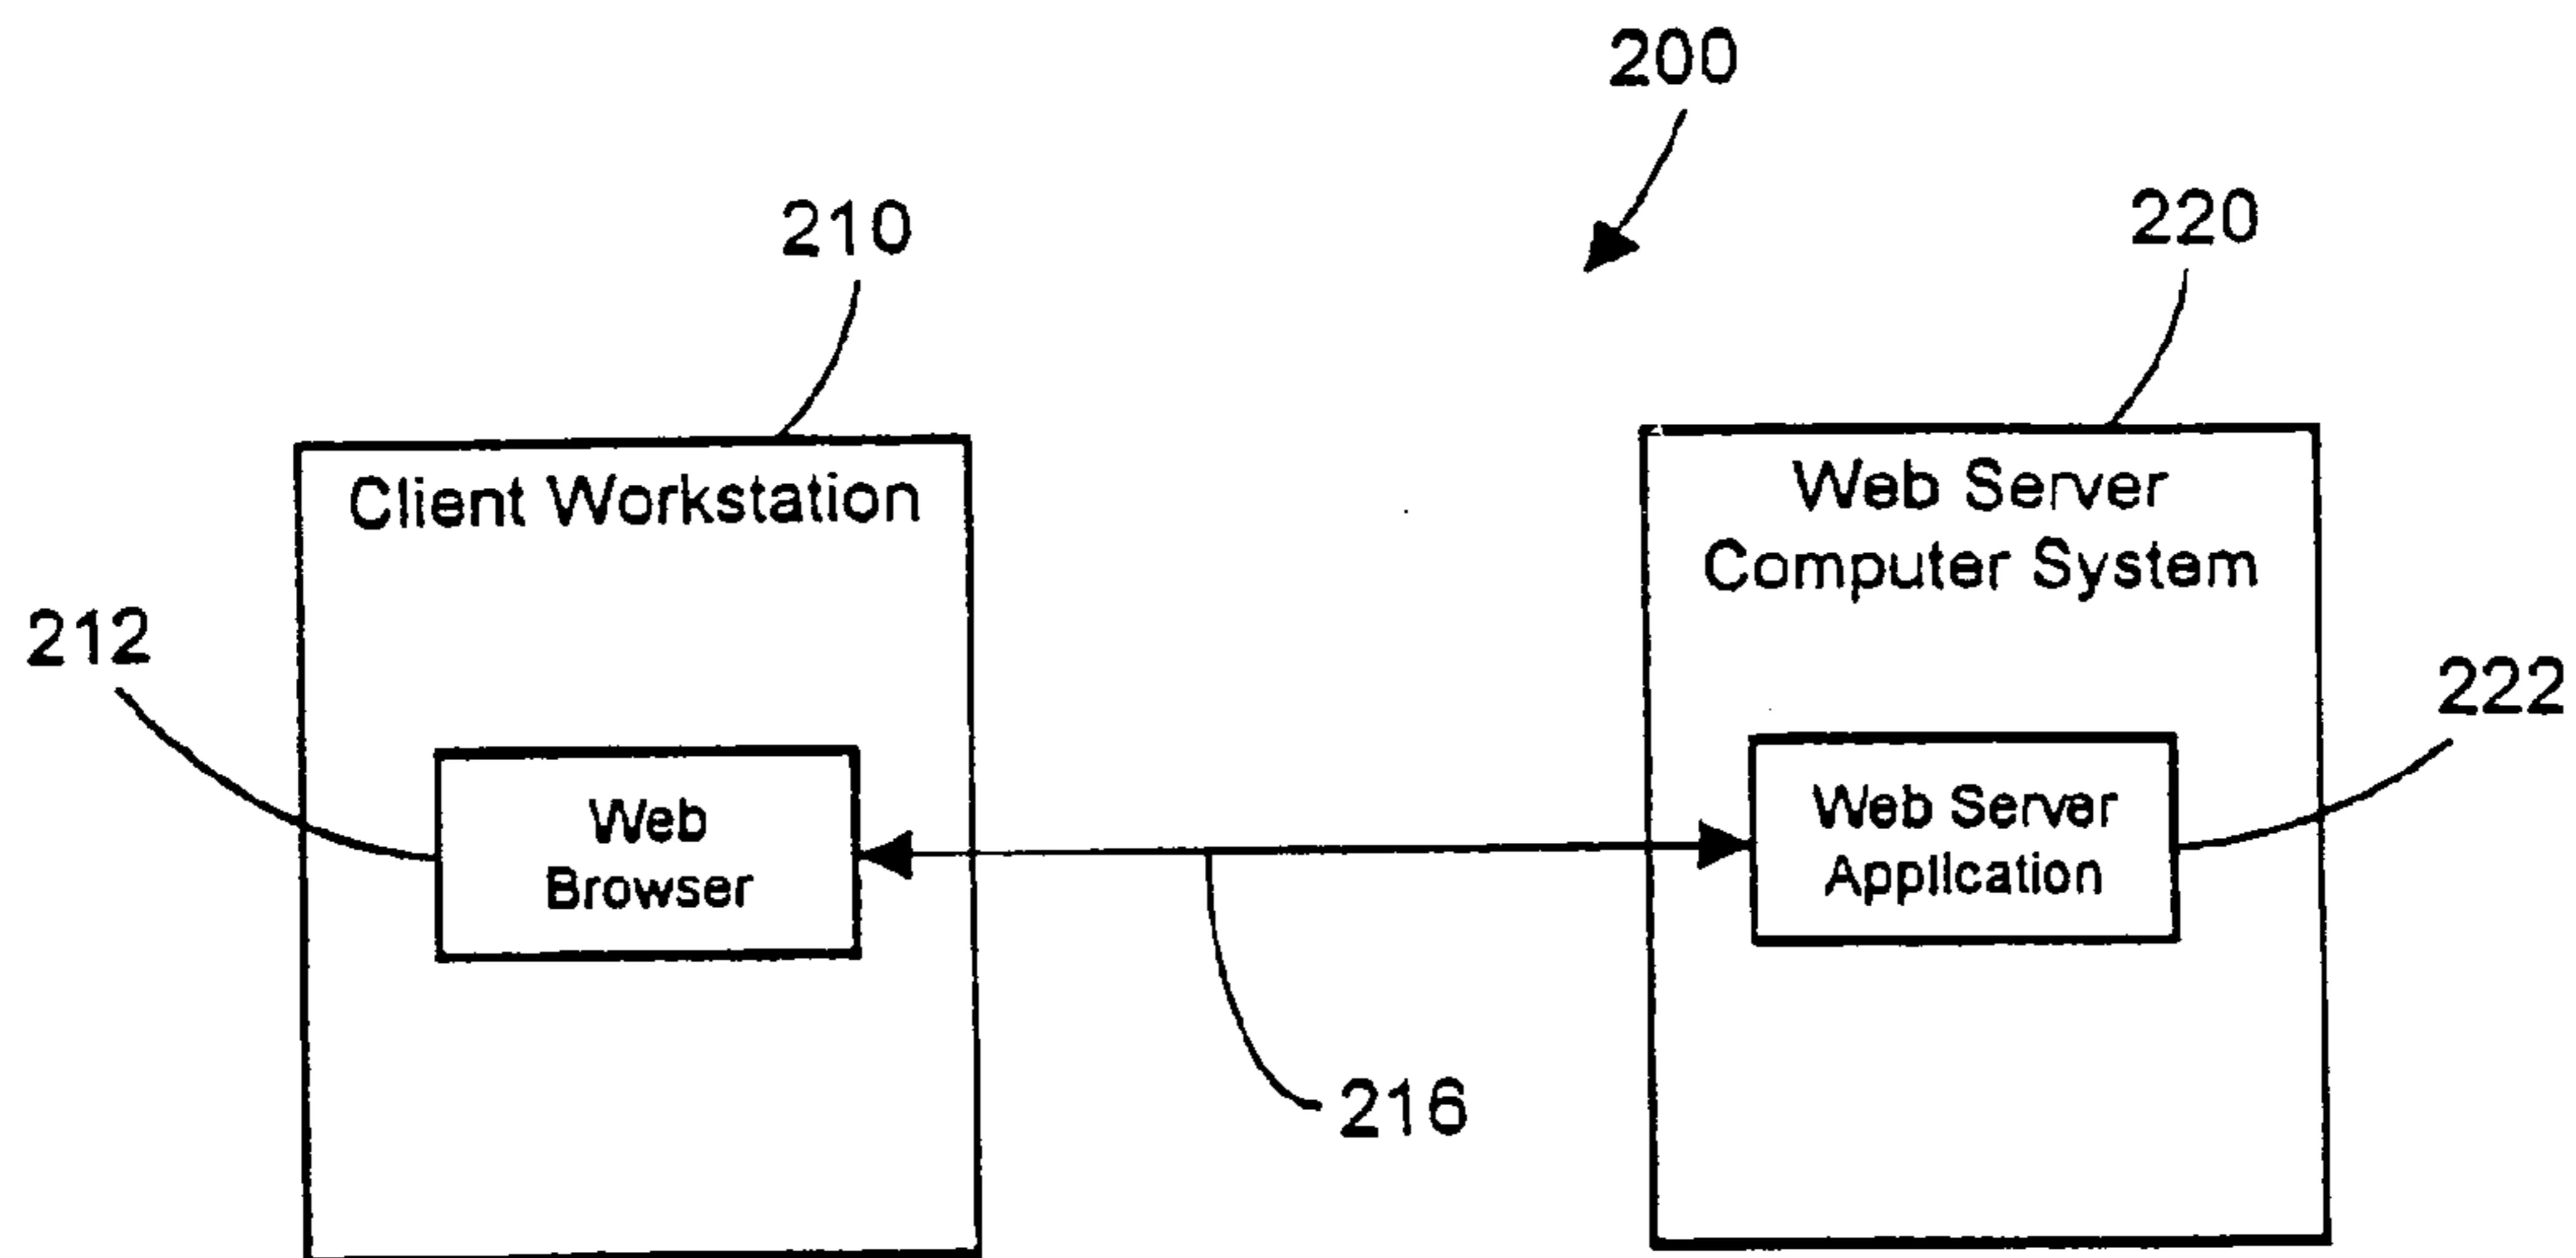 200
210
220
Client Workstation
Web Server
Computer System
212
222
Web
Browser
Web Server
Application
216